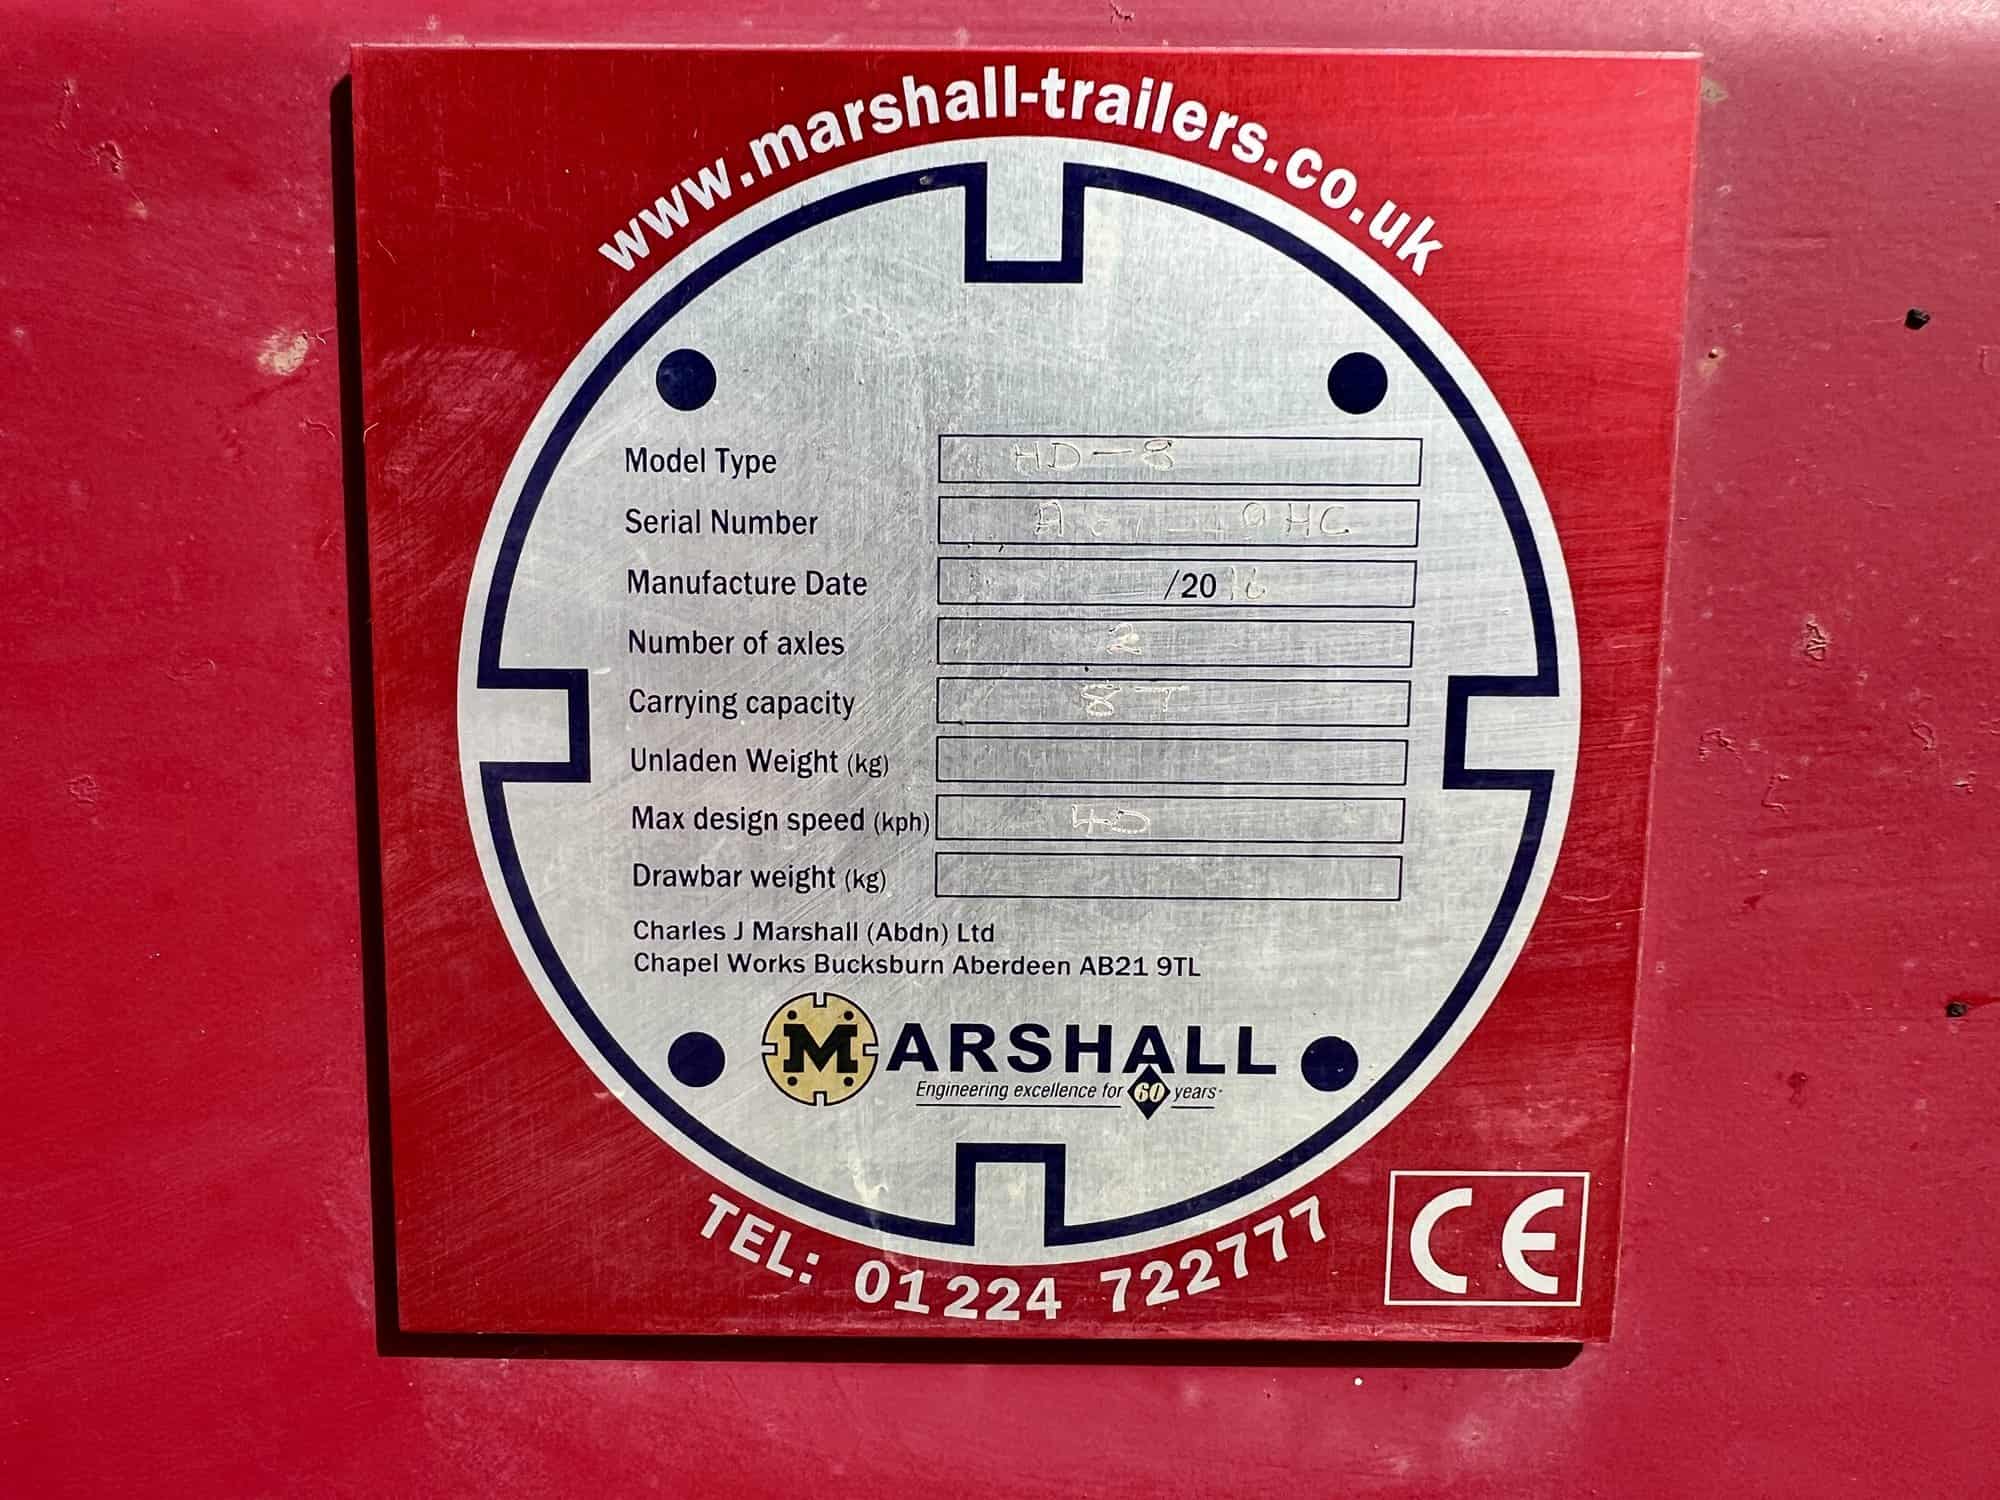 www.marshall-trailers.co.uk
Model Type HD-8
Serial Number
Manufacture Date /2016
Number of axles 2
Carrying capacity 8T
Unladen Weight (kg)
Max design speed (kph) 40
Drawbar weight (kg)
Charles J Marshall (Abdn) Ltd
Chapel Works Bucksburn Aberdeen AB21 9TL
MARSHALL
Engineering excellence for 60 years
TEL: 01224 722777
CE